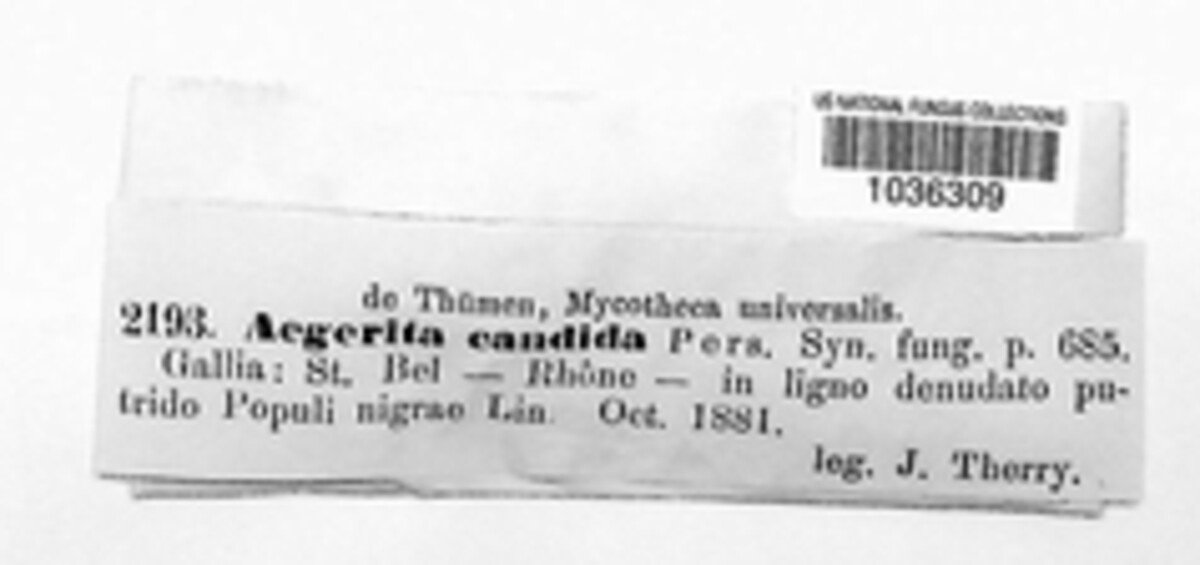 US NATIONAL FUNGUS COLLECTIONS
1036309
de Thümen, Mycotheca universalis.
2193. Aegerita candida Pers. Syn. fung. p. 685.
Gallia: St. Bel — Rhône — in ligno denudato pu-
trido Populi nigrae Lin. Oct. 1881.
leg. J. Therry.